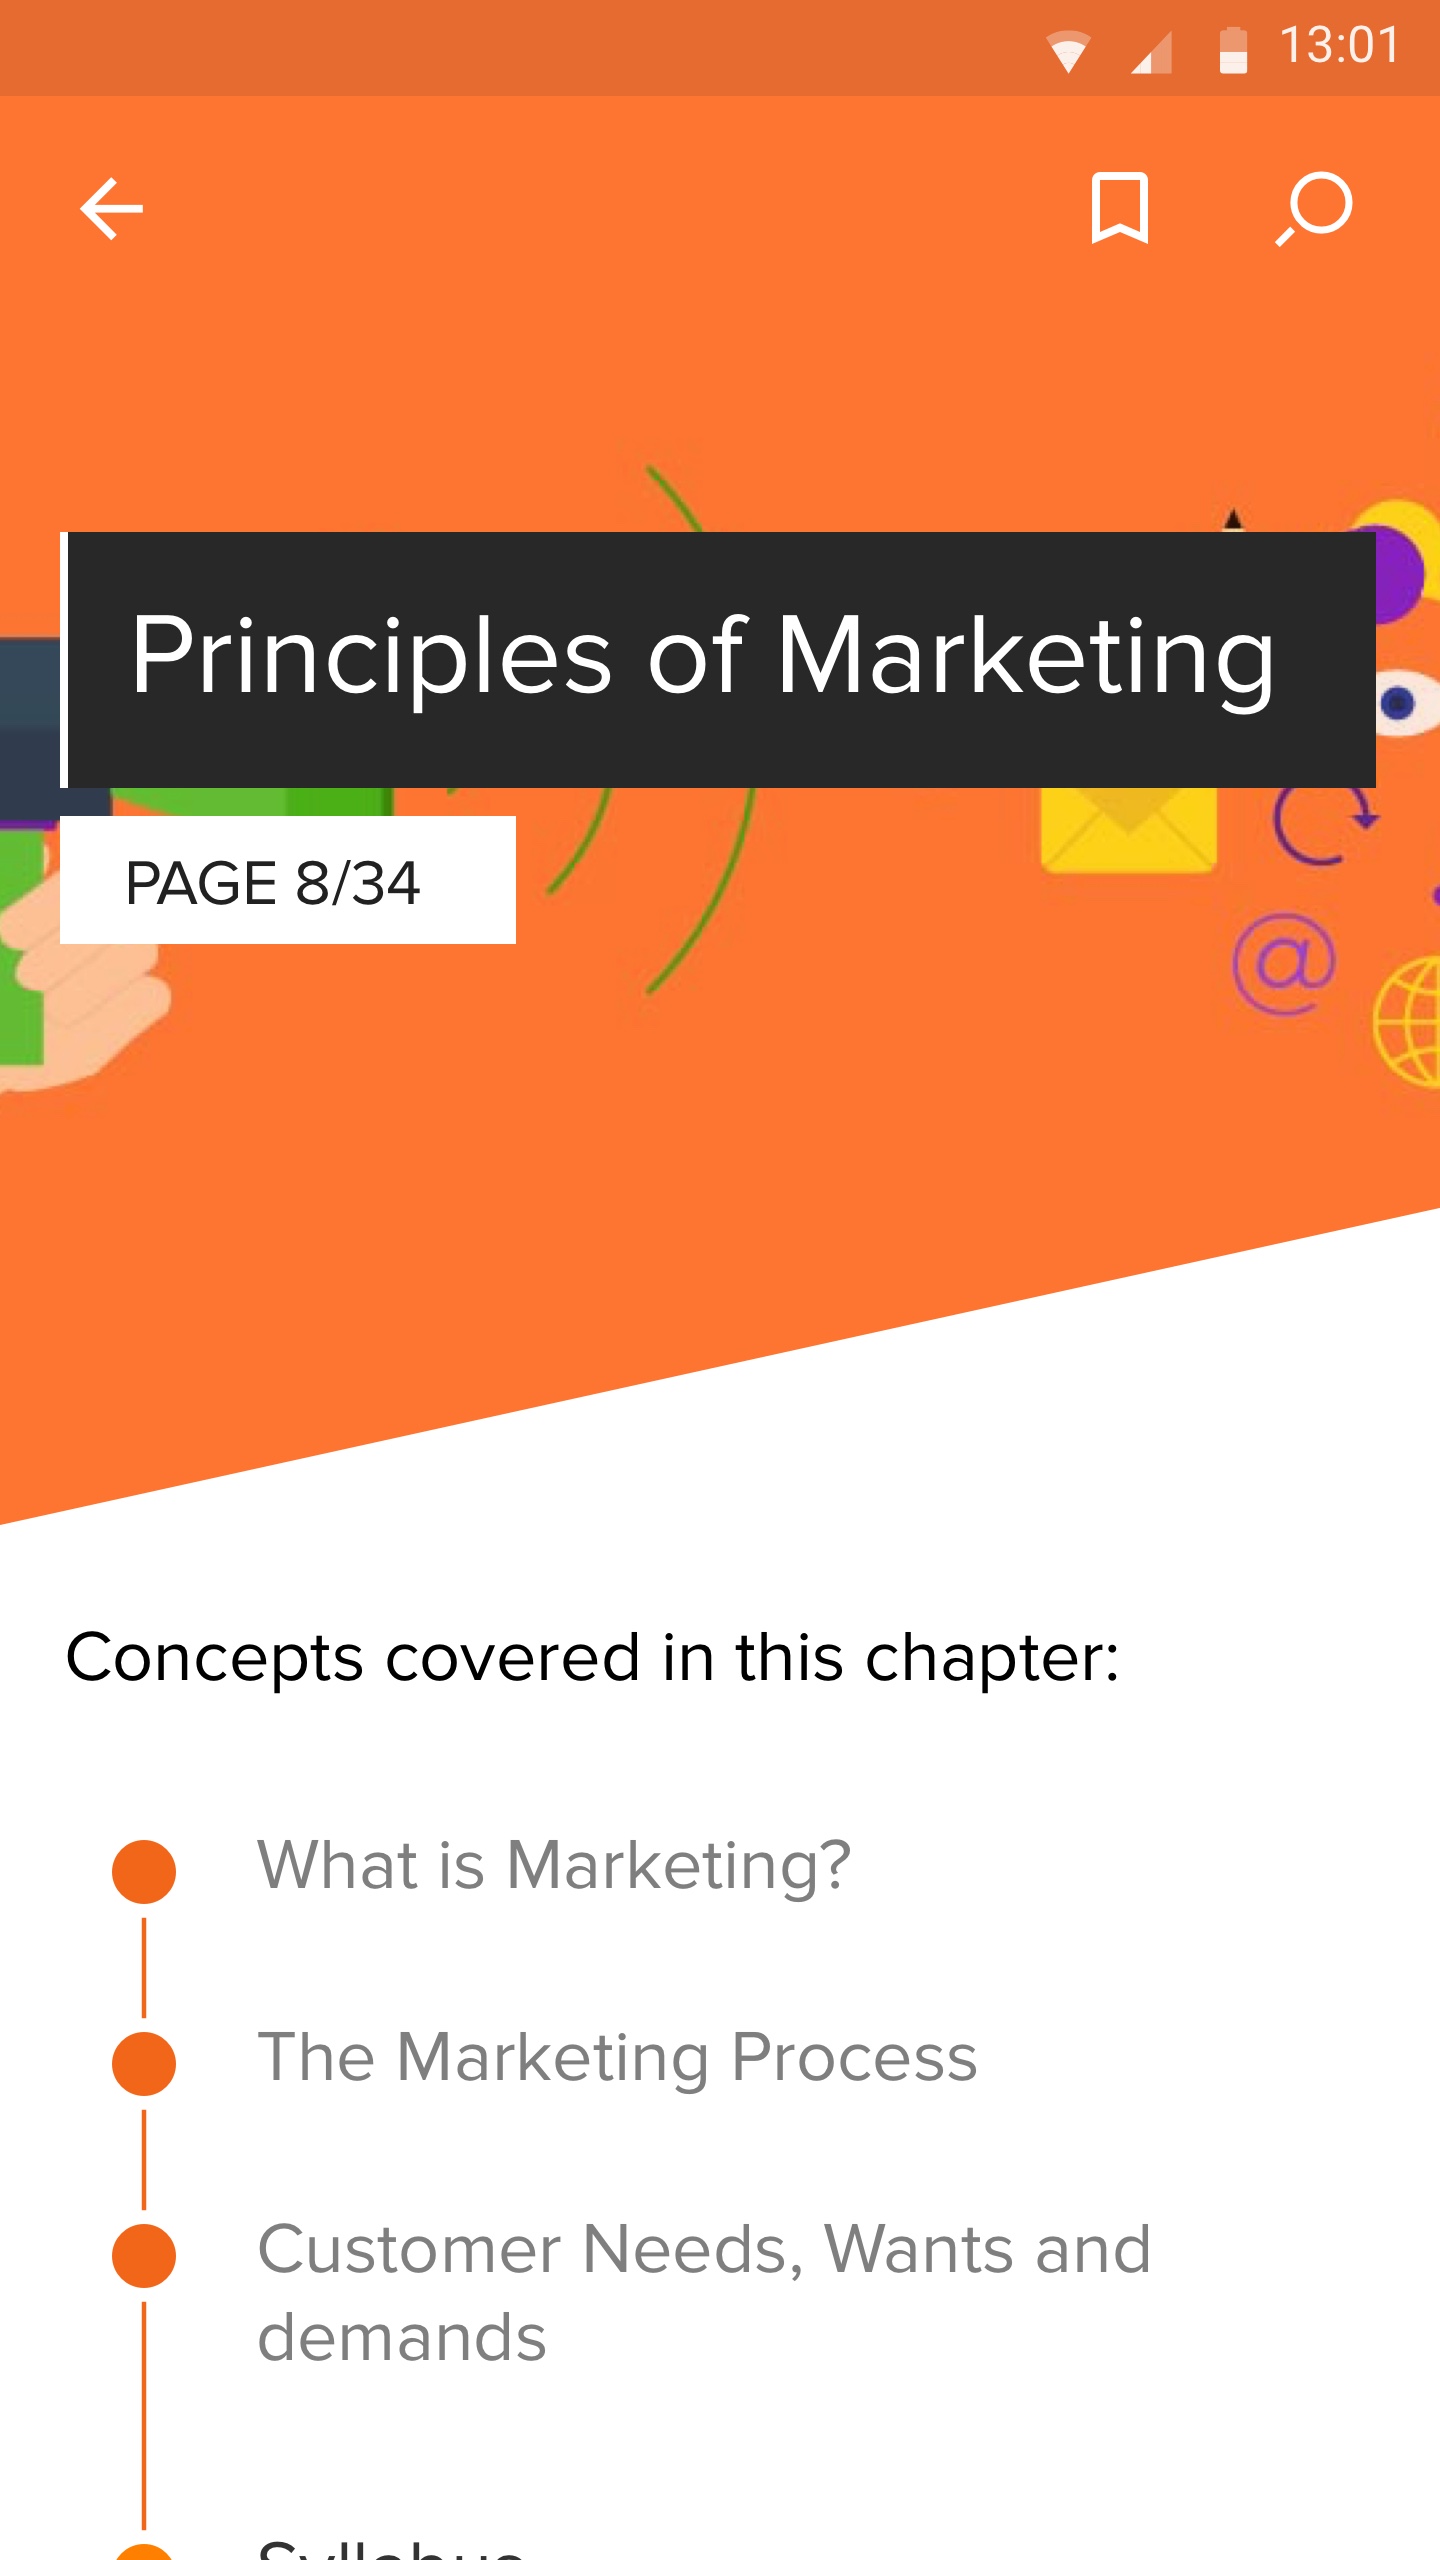 13:01
Principles of Marketing
PAGE 8/34
@
Concepts covered in this chapter:
What is Marketing?
The Marketing Process
Customer Needs, Wants and
demands
Syllabus